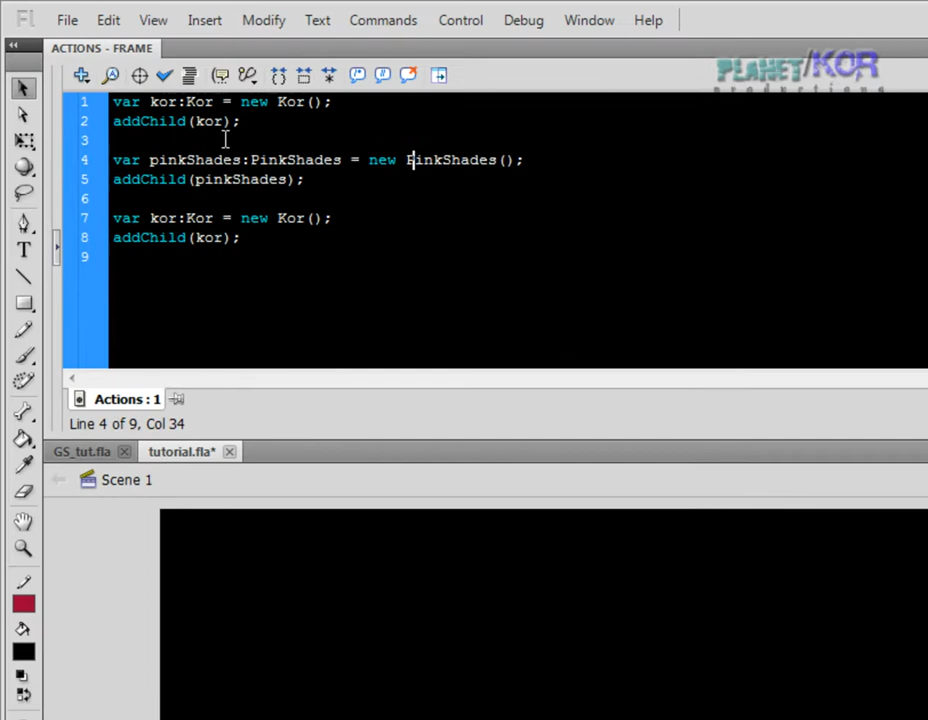 Fl File Edit View Insert Modify Text Commands Control Debug Window Help
ACTIONS - FRAME
PLANET/KOR
productions
1 var kor:Kor = new Kor();
2 addChild(kor);
3
4 var pinkShades:PinkShades = new PinkShades();
5 addChild(pinkShades);
6
7 var kor:Kor = new Kor();
8 addChild(kor);
9
Actions : 1
Line 4 of 9, Col 34
GS_tut.fla tutorial.fla*
Scene 1